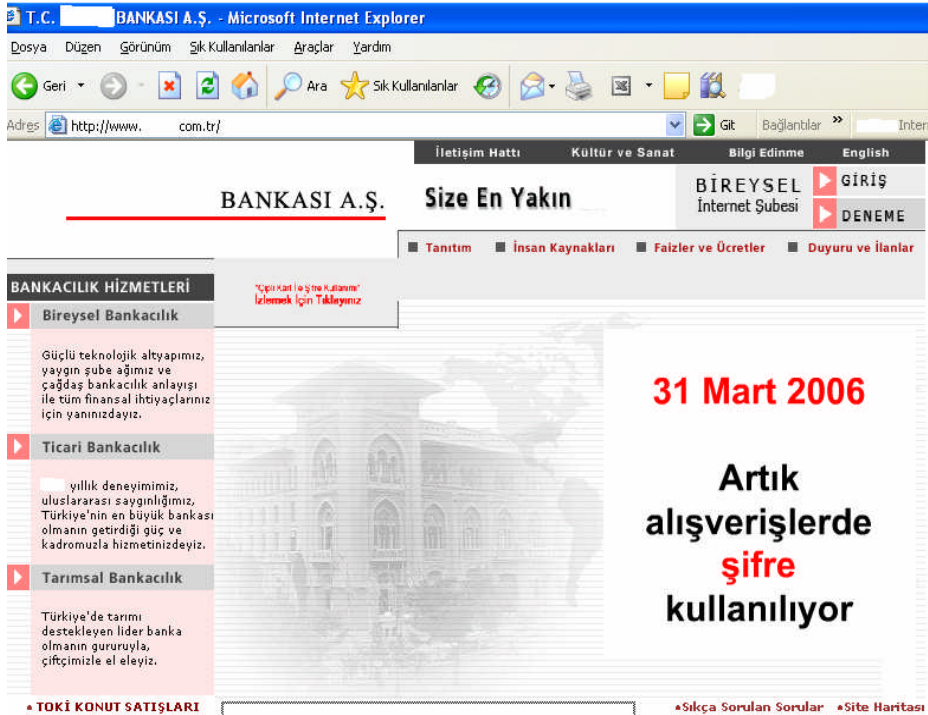 T.C. BANKASI A.Ş. - Microsoft Internet Explorer
Dosya Düzen Görünüm Sık Kullanılanlar Araçlar Yardım
Geri Ara Sık Kullanılanlar
Adres http://www. com.tr/ Git Bağlantılar »
İletişim Hattı Kültür ve Sanat Bilgi Edinme English
BANKASI A.Ş. Size En Yakın
BİREYSEL
İnternet Şubesi
GİRİŞ
DENEME
Tanıtım İnsan Kaynakları Faizler ve Ücretler Duyuru ve İlanlar
BANKACILIK HİZMETLERİ
"Çipli Kart ile Şifre Kullanımı"
İzlemek İçin Tıklayınız
Bireysel Bankacılık
Güçlü teknolojik altyapımız,
yaygın şube ağımız ve
çağdaş bankacılık anlayışı
ile tüm finansal ihtiyaçlarınız
için yanınızdayız.
Ticari Bankacılık
yıllık deneyimimiz,
uluslararası saygınlığımız,
Türkiye'nin en büyük bankası
olmanın getirdiği güç ve
kadromuzla hizmetinizdeyiz.
Tarımsal Bankacılık
Türkiye'de tarımı
destekleyen lider banka
olmanın gururuyla,
çiftçimizle el eleyiz.
31 Mart 2006
Artık
alışverişlerde
şifre
kullanılıyor
TOKİ KONUT SATIŞLARI
Sıkça Sorulan Sorular Site Haritası